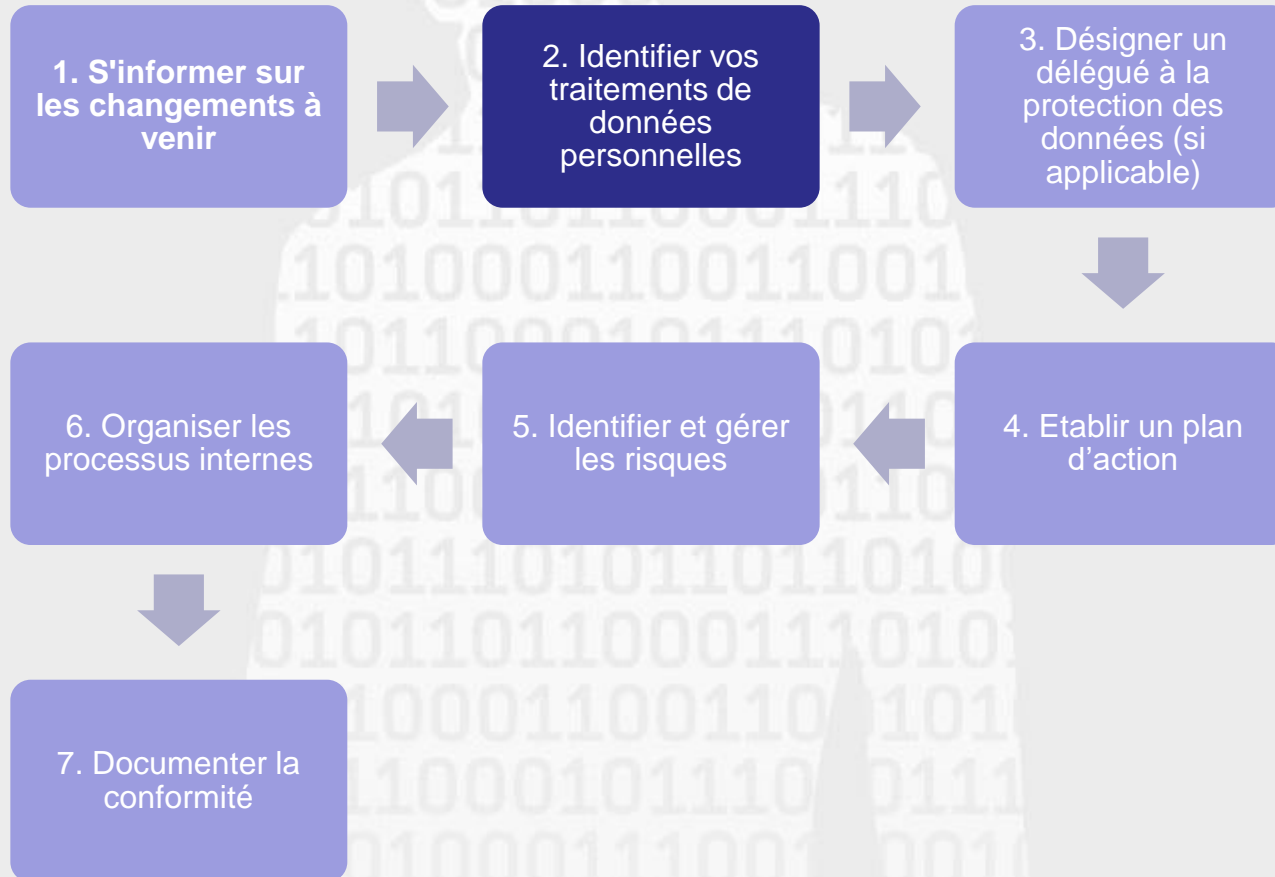 1. S'informer sur
les changements à
venir
2. Identifier vos
traitements de
données
personnelles
3. Désigner un
délégué à la
protection des
données (si
applicable)
4. Etablir un plan
d’action
5. Identifier et gérer
les risques
6. Organiser les
processus internes
7. Documenter la
conformité